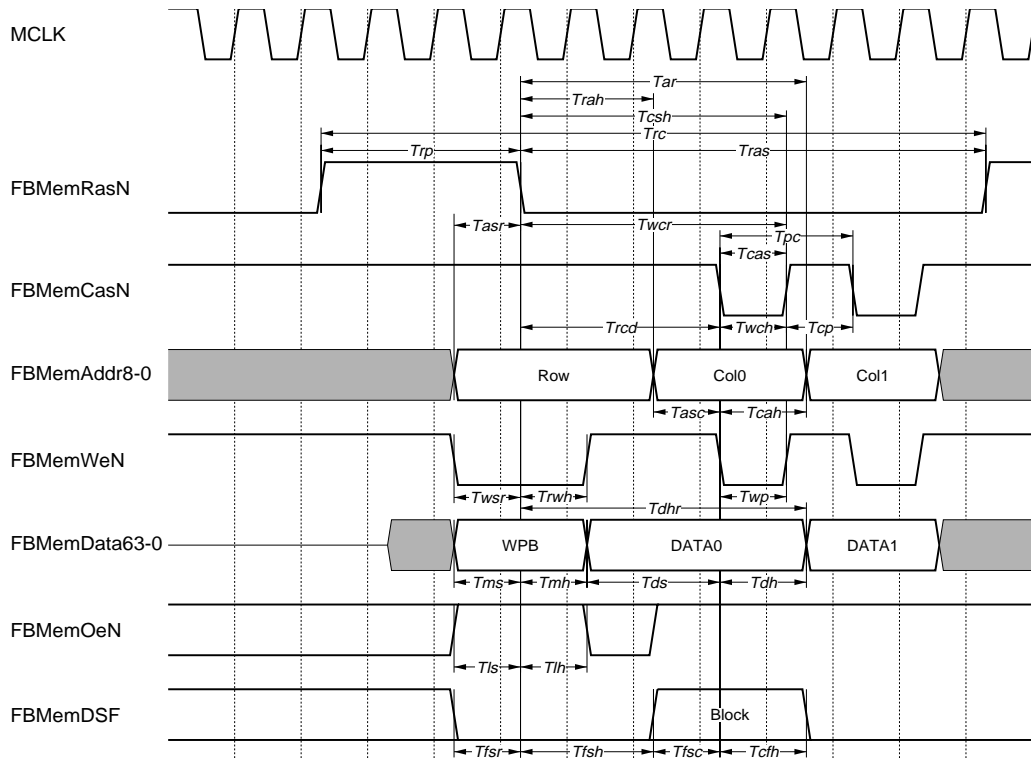 MCLK
Tar
Trah
Tcsh
Trc
Trp
Tras
FBMemRasN
Tasr
Twcr
Tpc
Tcas
FBMemCasN
Trcd
Twch
Tcp
FBMemAddr8-0
Row
Col0
Col1
Tasc
Tcah
FBMemWeN
Twsr
Trwh
Twp
Tdhr
FBMemData63-0
WPB
DATA0
DATA1
Tms
Tmh
Tds
Tdh
FBMemOeN
Tls
Tlh
FBMemDSF
Block
Tfsr
Tfsh
Tfsc
Tcfh